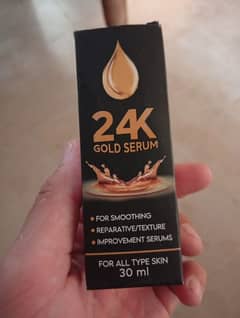 24K
GOLD SERUM
• FOR SMOOTHING
• REPARATIVE/TEXTURE
• IMPROVEMENT SERUMS
FOR ALL TYPE SKIN
30 ml